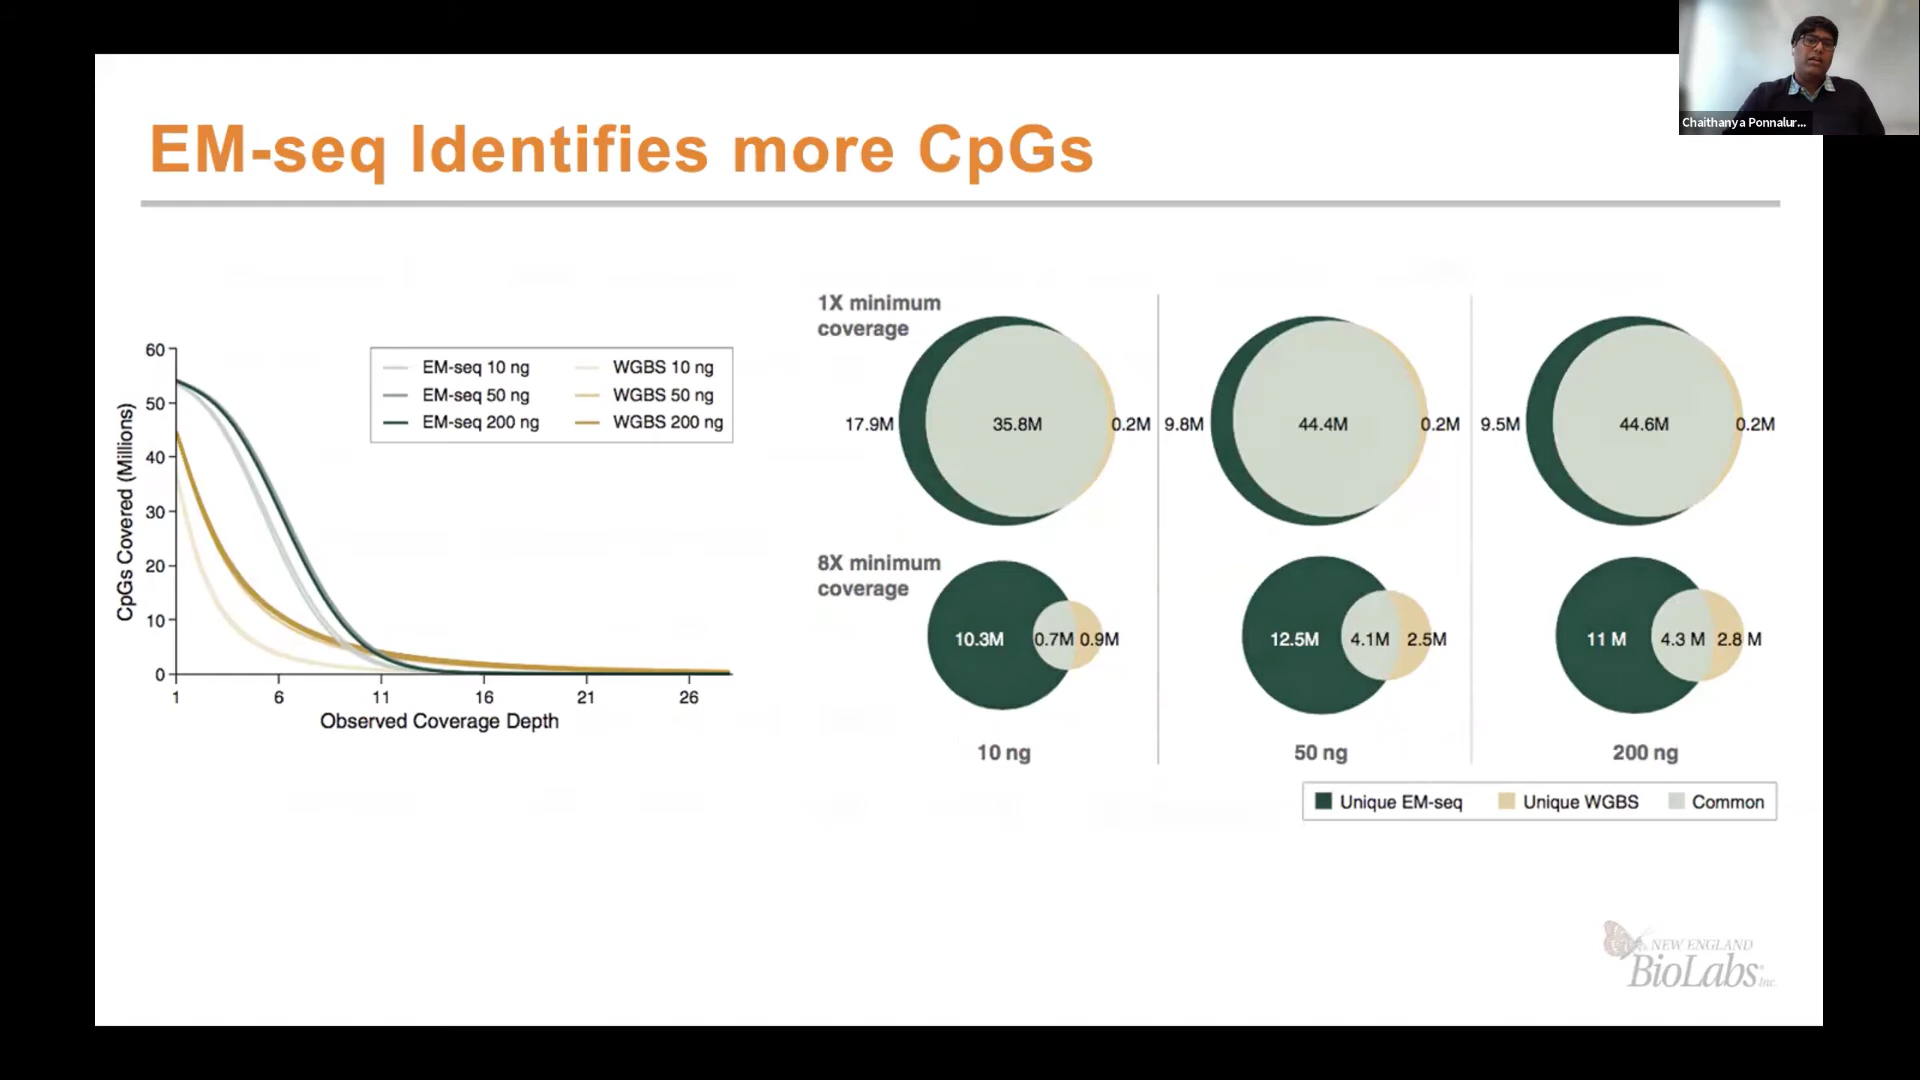 Chaithanya Ponnalur...
EM-seq Identifies more CpGs
60
50
40
30
20
10
0
CpGs Covered (Millions)
1 6 11 16 21 26
Observed Coverage Depth
EM-seq 10 ng WGBS 10 ng
EM-seq 50 ng WGBS 50 ng
EM-seq 200 ng WGBS 200 ng
1X minimum
coverage
17.9M 35.8M 0.2M 9.8M 44.4M 0.2M 9.5M 44.6M 0.2M
8X minimum
coverage
10.3M 0.7M 0.9M 12.5M 4.1M 2.5M 11 M 4.3 M 2.8 M
10 ng 50 ng 200 ng
Unique EM-seq Unique WGBS Common
NEW ENGLAND
BioLabs Inc.